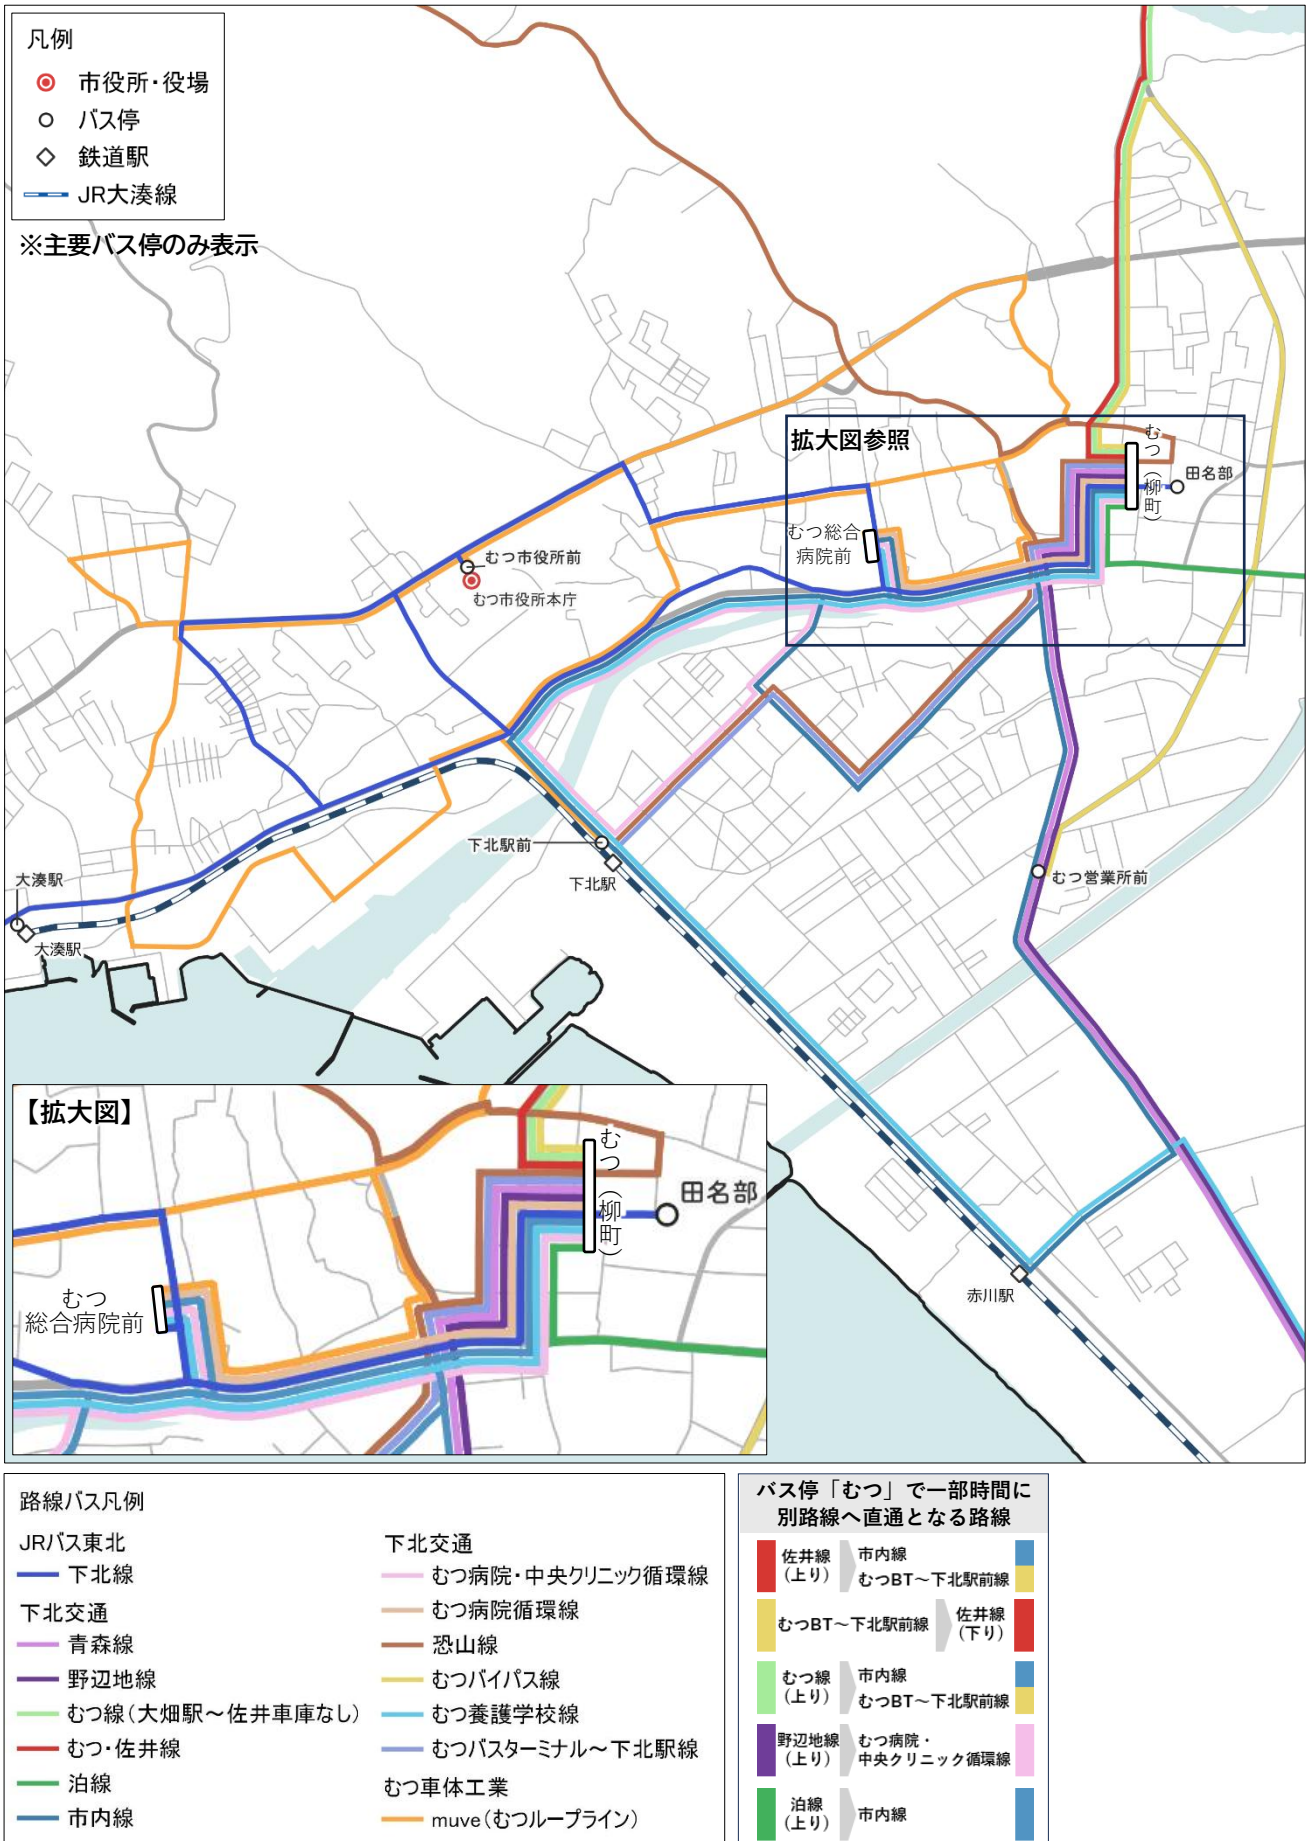 凡例
市役所・役場
バス停
鉄道駅
JR大湊線
※主要バス停のみ表示
拡大図参照
むつ（柳町）
田名部
むつ総合
病院前
むつ市役所前
むつ市役所本庁
下北駅前
下北駅
むつ営業所前
大湊駅
大湊駅
赤川駅
【拡大図】
むつ（柳町）
田名部
むつ
総合病院前
路線バス凡例
JRバス東北
下北線
下北交通
青森線
野辺地線
むつ線（大畑駅～佐井車庫なし）
むつ・佐井線
泊線
市内線
下北交通
むつ病院・中央クリニック循環線
むつ病院循環線
恐山線
むつバイパス線
むつ養護学校線
むつバスターミナル～下北駅線
むつ車体工業
muve（むつループライン）
バス停「むつ」で一部時間に
別路線へ直通となる路線
佐井線
（上り）
市内線
むつBT～下北駅前線
むつBT～下北駅前線
佐井線
（下り）
むつ線
（上り）
市内線
むつBT～下北駅前線
野辺地線
（上り）
むつ病院・
中央クリニック循環線
泊線
（上り）
市内線